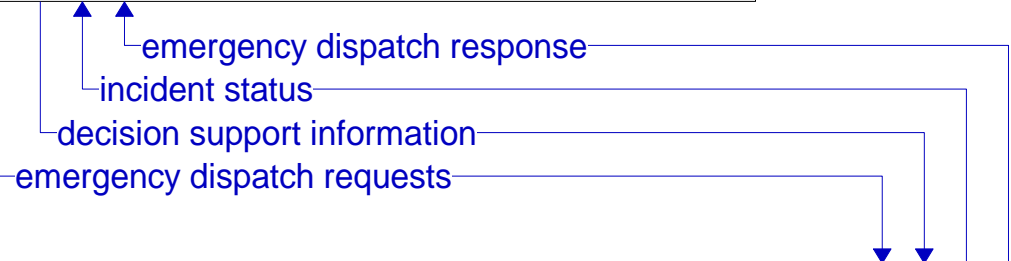 emergency dispatch response
incident status
decision support information
emergency dispatch requests